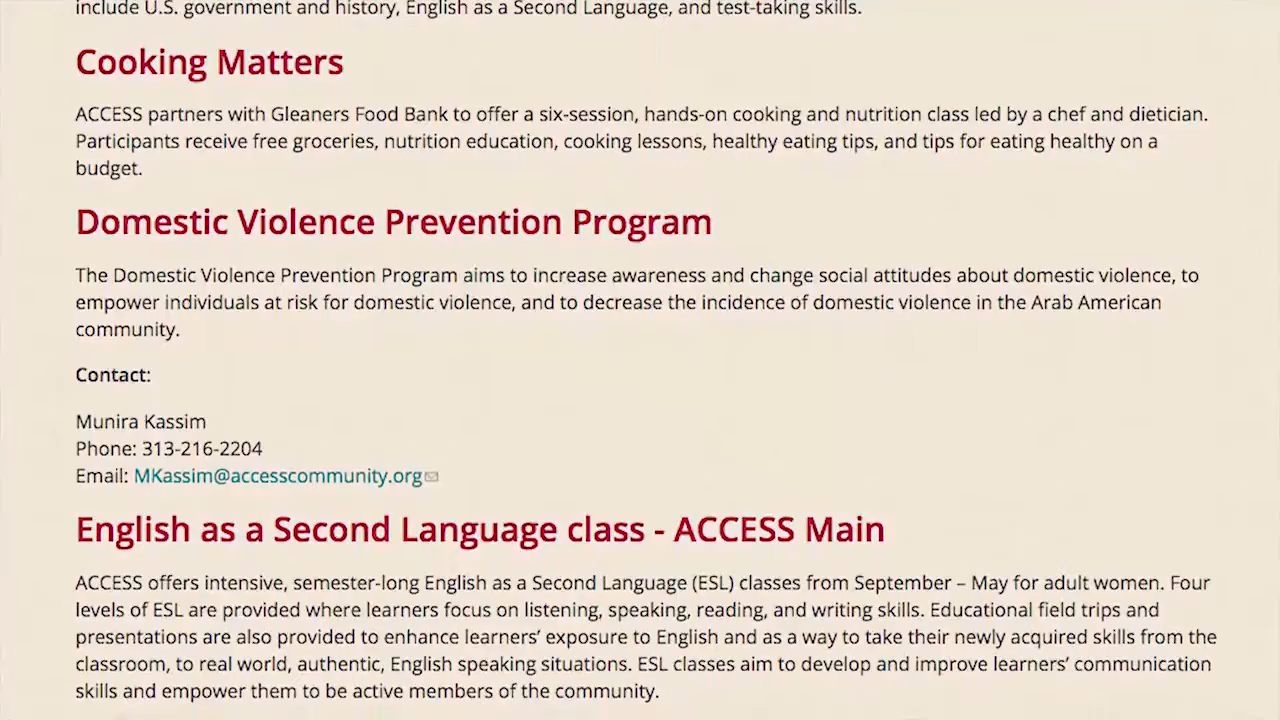 include U.S. government and history, English as a Second Language, and test-taking skills.
Cooking Matters
ACCESS partners with Gleaners Food Bank to offer a six-session, hands-on cooking and nutrition class led by a chef and dietician.
Participants receive free groceries, nutrition education, cooking lessons, healthy eating tips, and tips for eating healthy on a
budget.
Domestic Violence Prevention Program
The Domestic Violence Prevention Program aims to increase awareness and change social attitudes about domestic violence, to
empower individuals at risk for domestic violence, and to decrease the incidence of domestic violence in the Arab American
community.
Contact:
Munira Kassim
Phone: 313-216-2204
Email: MKassim@accesscommunity.org
English as a Second Language class - ACCESS Main
ACCESS offers intensive, semester-long English as a Second Language (ESL) classes from September – May for adult women. Four
levels of ESL are provided where learners focus on listening, speaking, reading, and writing skills. Educational field trips and
presentations are also provided to enhance learners’ exposure to English and as a way to take their newly acquired skills from the
classroom, to real world, authentic, English speaking situations. ESL classes aim to develop and improve learners’ communication
skills and empower them to be active members of the community.